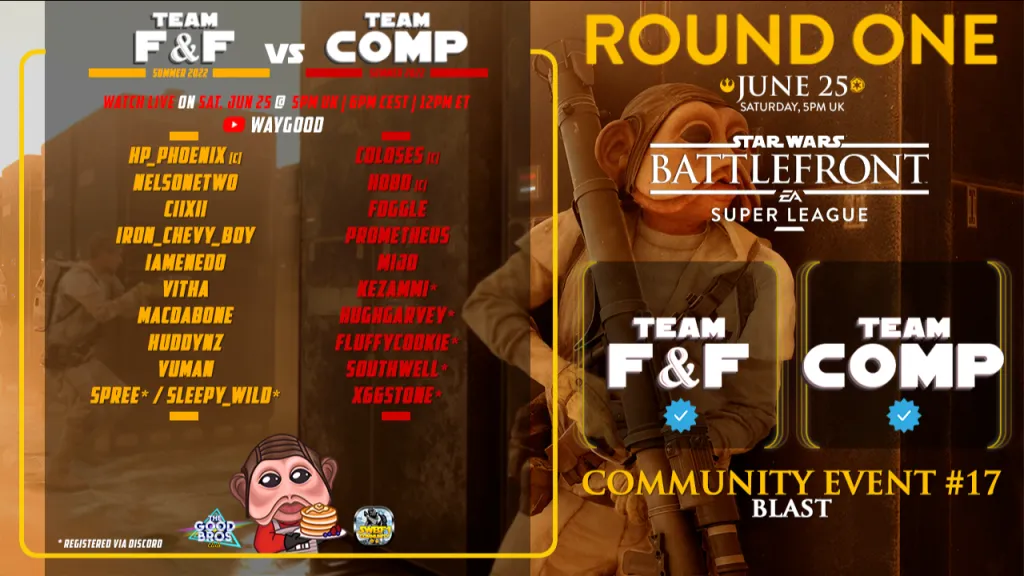 TEAM
F&F
SUMMER 2022
VS
TEAM
COMP
SUMMER 2022
WATCH LIVE ON SAT. JUN 25 @ 5PM UK | 6PM CEST | 12PM ET
WAYGOOD
HP_PHOENIX [C]
NELSONETWO
CIIXII
IRON_CHEVY_BOY
IAMENEDO
VITHA
MACDABONE
HUDDYNZ
VUMAN
SPREE* / SLEEPY_WILD*
COLOSES [C]
HOBO [C]
FOGGLE
PROMETHEUS
KEZAMMI*
HUGHGARVEY*
FLUFFYCOOKIE*
SOUTHWELL*
X66STONE*
* REGISTERED VIA DISCORD
THE
GOOD
BROS
ROUND ONE
JUNE 25
SATURDAY, 5PM UK
STAR WARS
BATTLEFRONT
EA
SUPER LEAGUE
TEAM
F&F
TEAM
COMP
COMMUNITY EVENT #17
BLAST